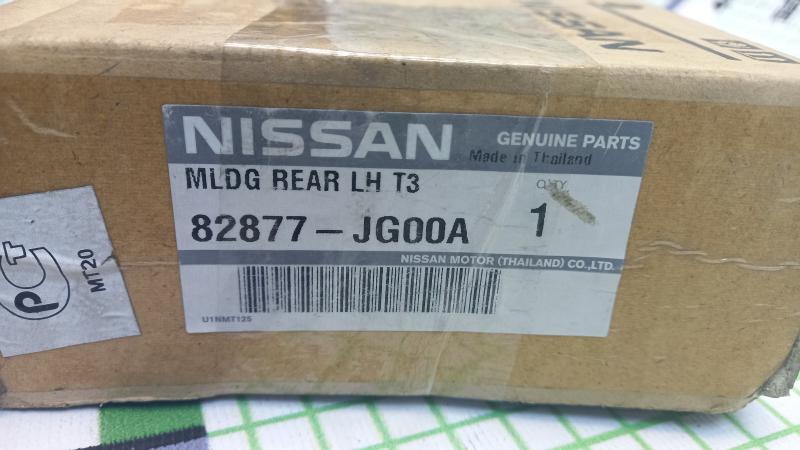 NISSAN
NISSAN
GENUINE PARTS
Made in Thailand
MLDG REAR LH T3
Q'TY
82877-JG00A
1
NISSAN MOTOR (THAILAND) CO.,LTD.
U1NMT125
MT20